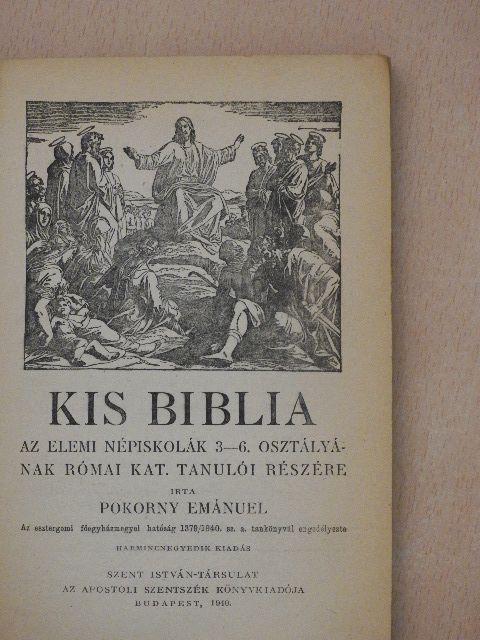 KIS BIBLIA
AZ ELEMI NÉPISKOLÁK 3—6. OSZTÁLYÁ-
NAK RÓMAI KAT. TANULÓI RÉSZÉRE
IRTA
POKORNY EMÁNUEL
Az esztergomi főegyházmegyei hatóság 1379/1940. sz. a. tankönyvül engedélyezte
HARMINCNEGYEDIK KIADÁS
SZENT ISTVÁN-TÁRSULAT
AZ APOSTOLI SZENTSZÉK KÖNYVKIADÓJA
BUDAPEST, 1940.